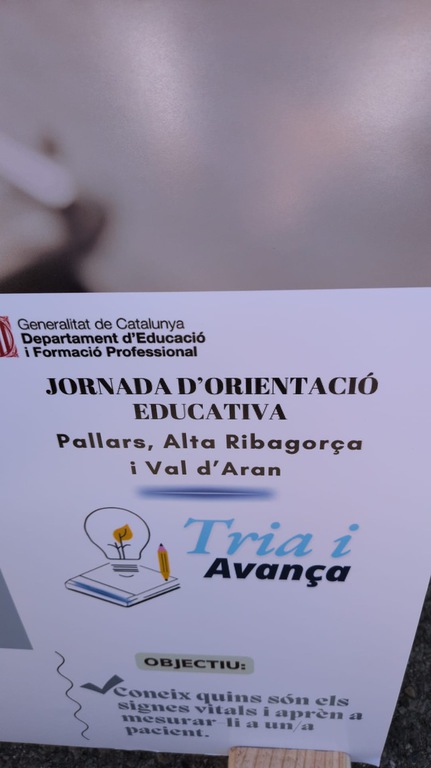 Generalitat de Catalunya
Departament d'Educació
i Formació Professional
JORNADA D'ORIENTACIÓ
EDUCATIVA
Pallars, Alta Ribagorça
i Val d'Aran
Tria i
Avança
OBJECTIU:
Coneix quins són els
signes vitals i aprèn a
mesurar-li a un/a
pacient.